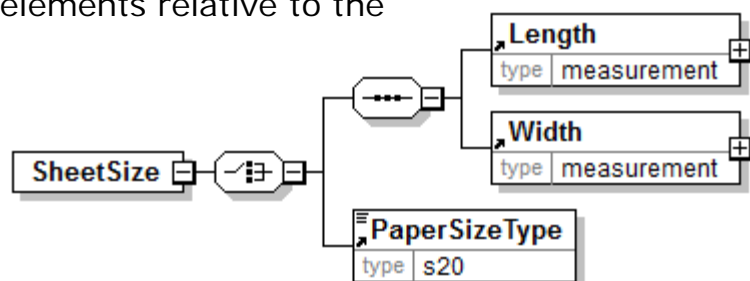 elements relative to the
Length
type measurement
Width
type measurement
SheetSize
PaperSizeType
type s20